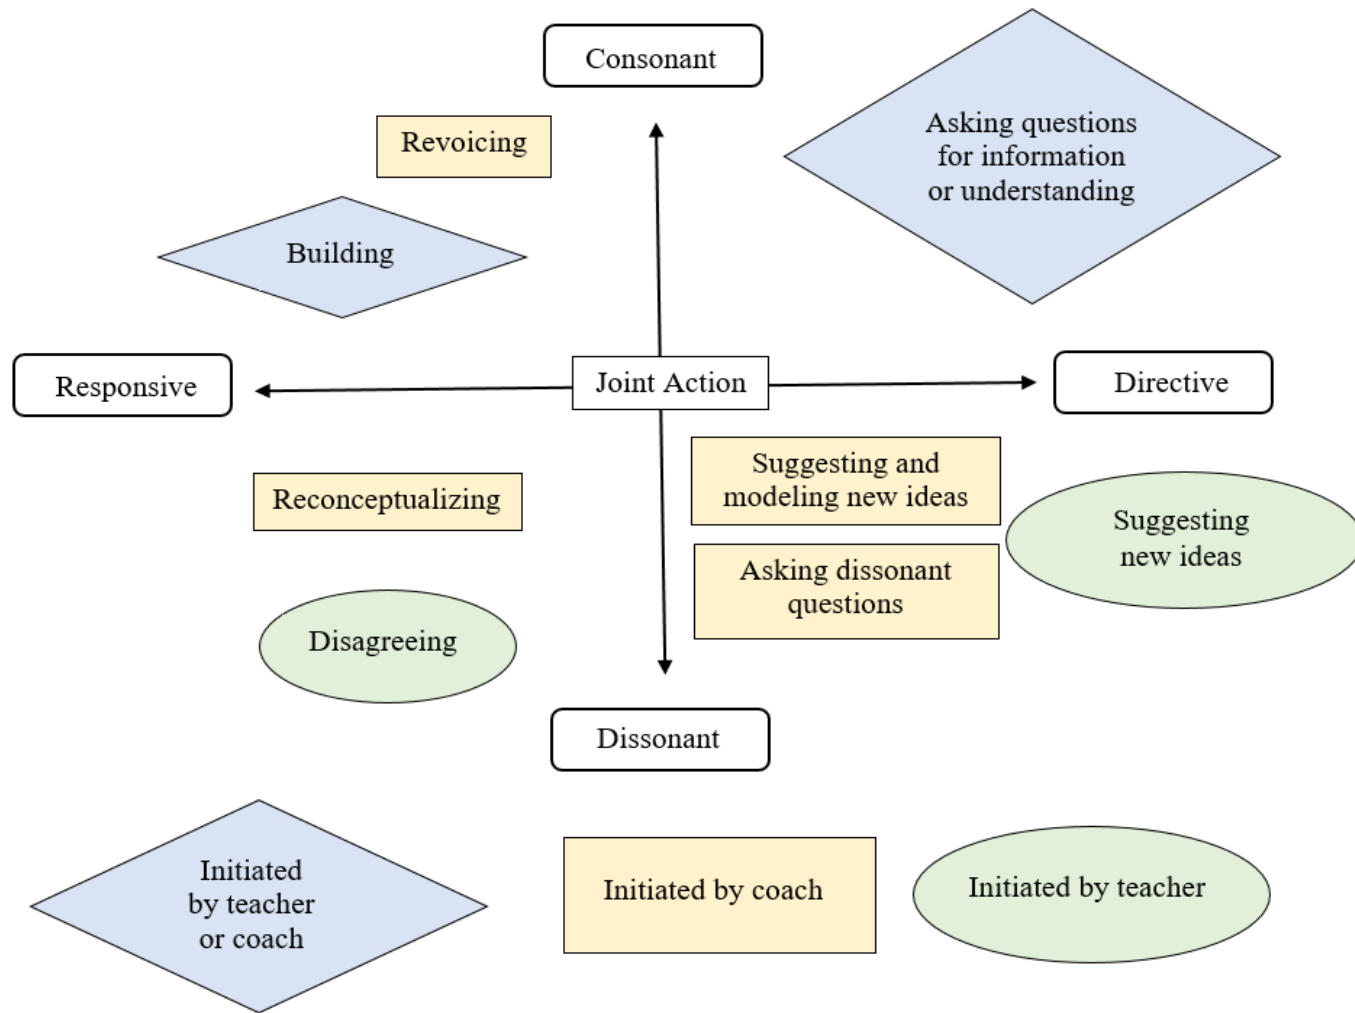 Consonant
Asking questions
for information
or understanding
Revoicing
Building
Responsive
Joint Action
Directive
Suggesting and
modeling new ideas
Reconceptualizing
Suggesting
new ideas
Asking dissonant
questions
Disagreeing
Dissonant
Initiated
by teacher
or coach
Initiated by coach
Initiated by teacher